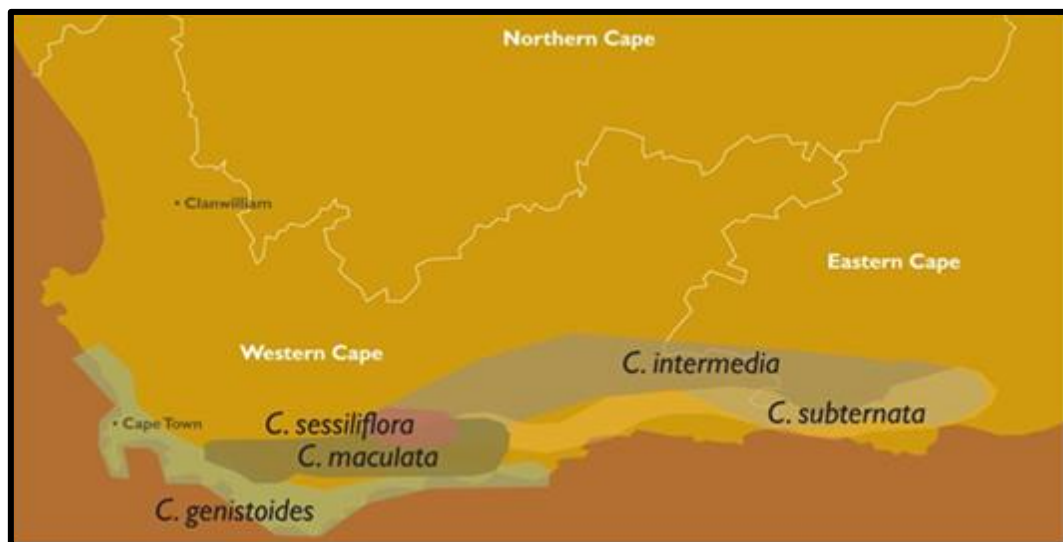 Northern Cape
• Clanwilliam
Eastern Cape
Western Cape
C. intermedia
C. subternata
• Cape Town
C. sessiliflora
C. maculata
C. genistoides